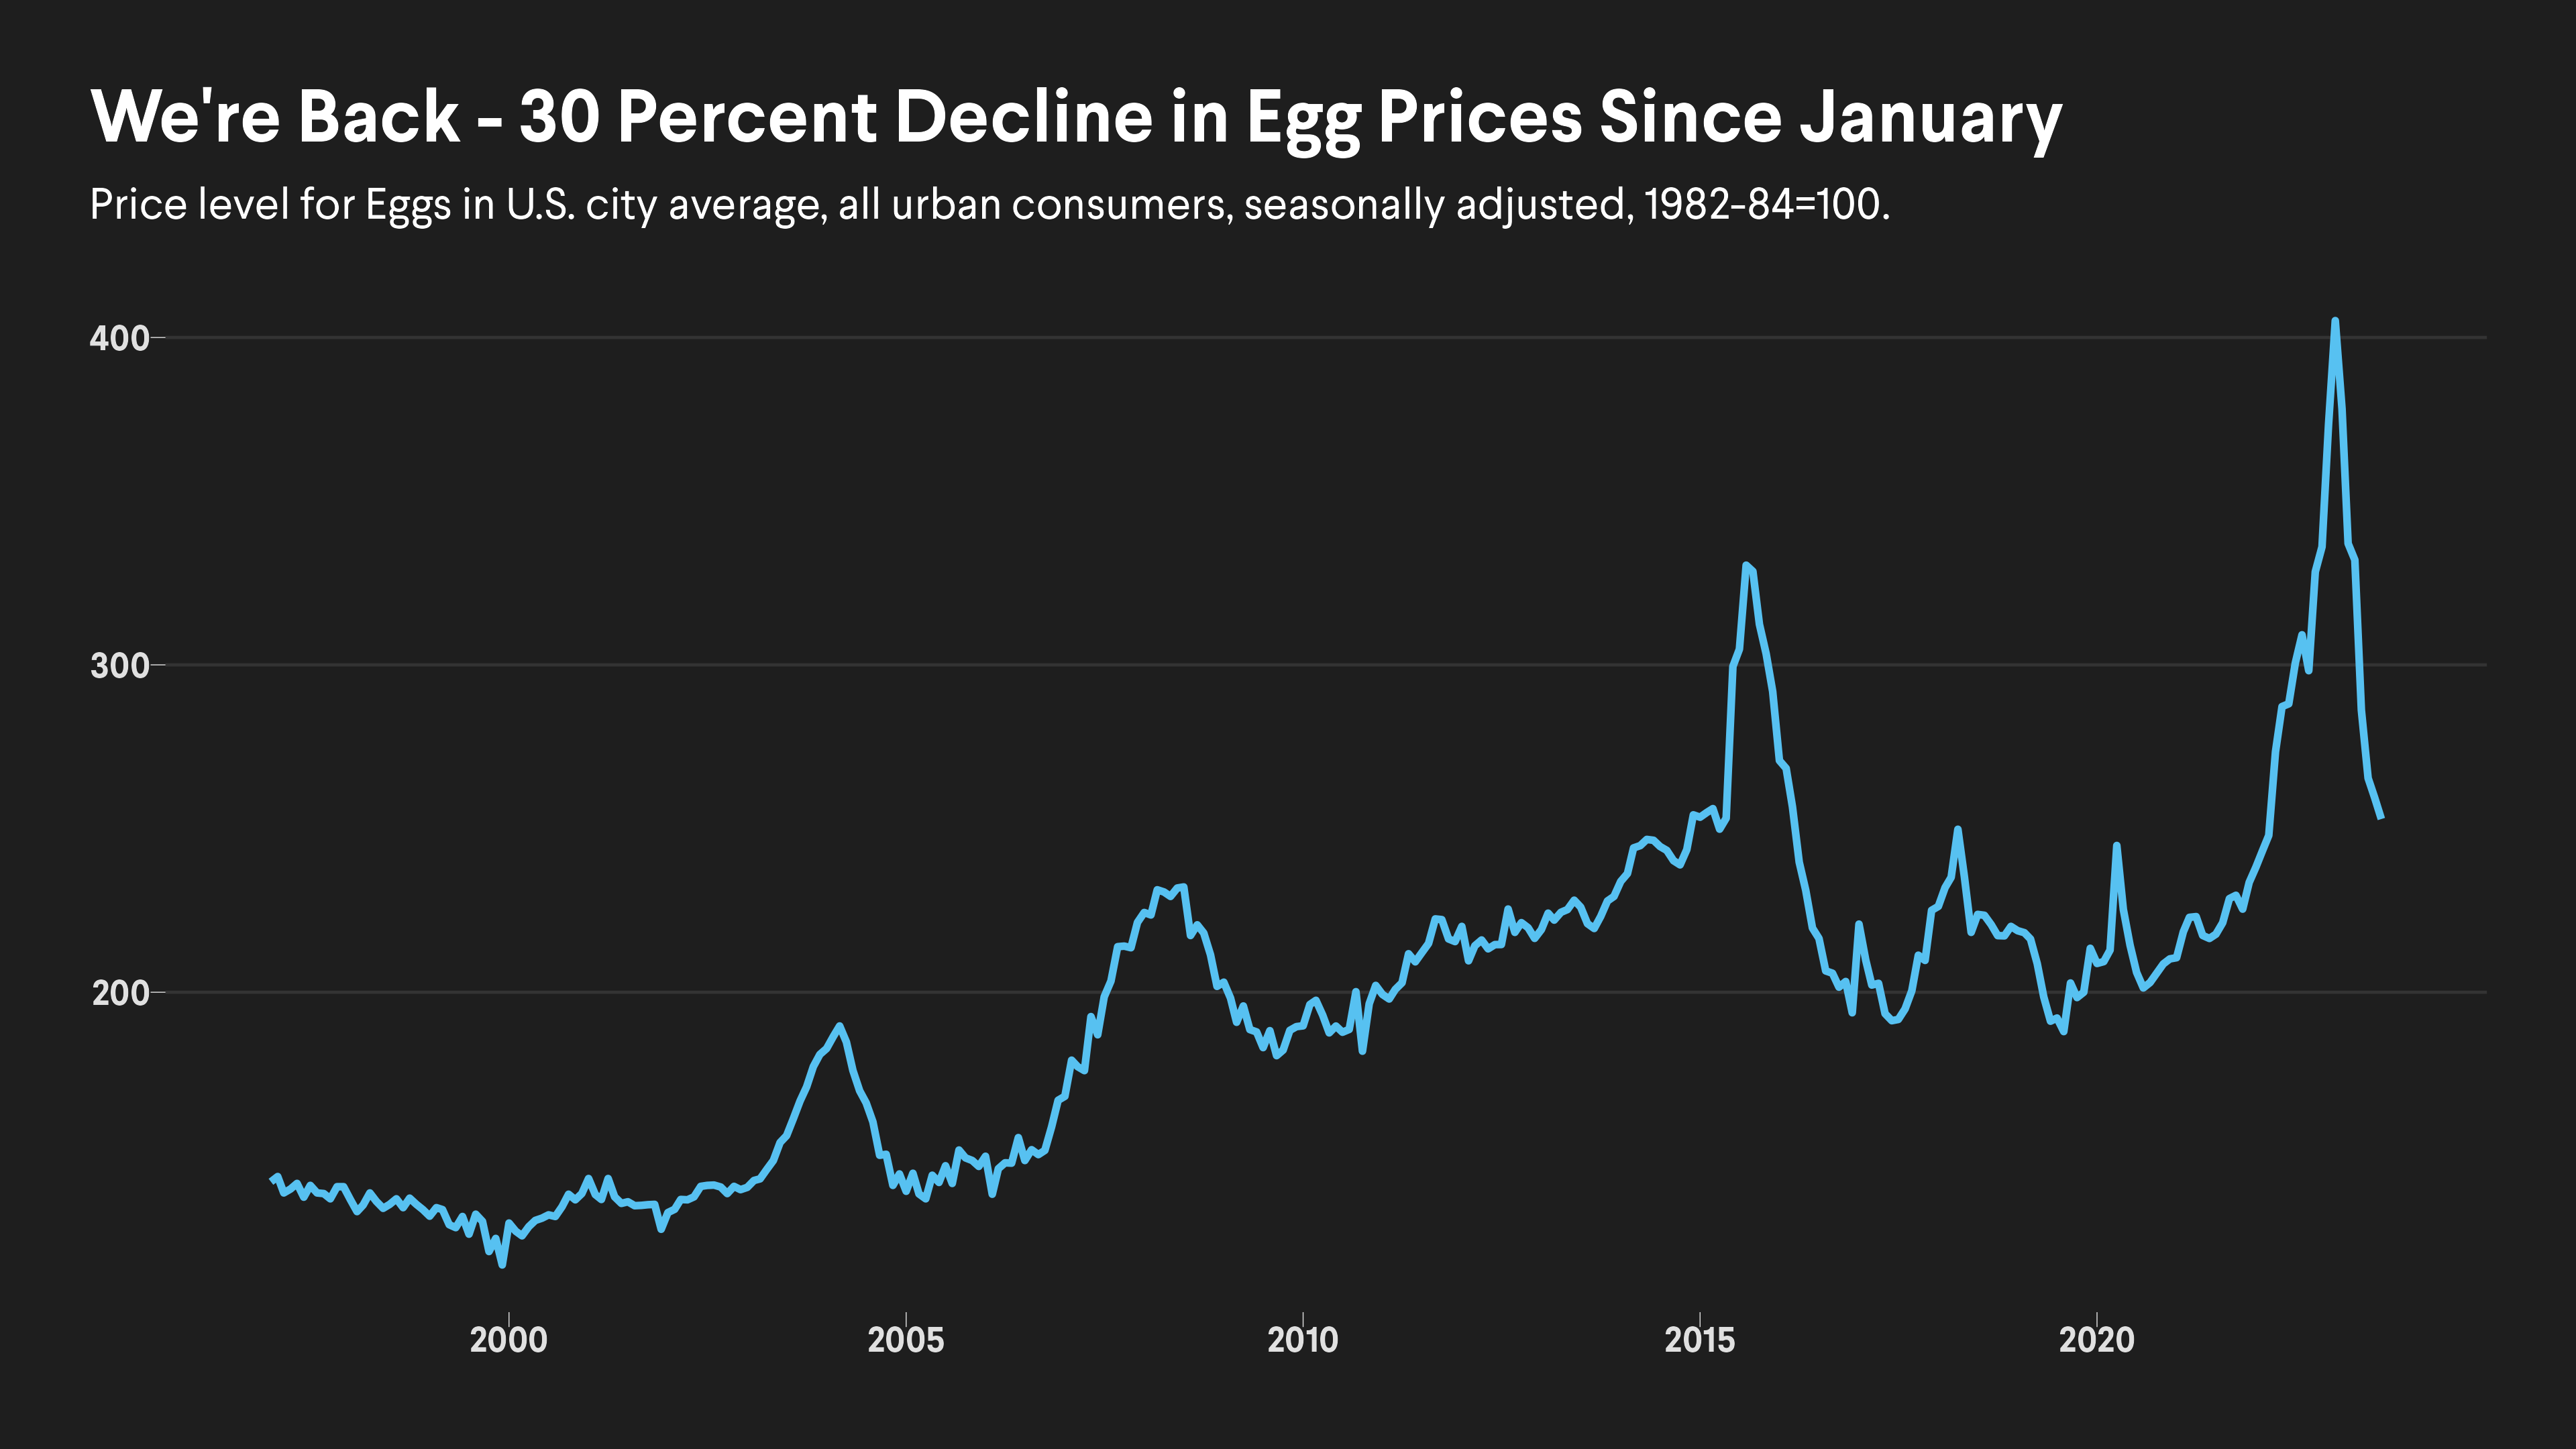 We're Back - 30 Percent Decline in Egg Prices Since January
Price level for Eggs in U.S. city average, all urban consumers, seasonally adjusted, 1982-84=100.
400
300
200
2000 2005 2010 2015 2020